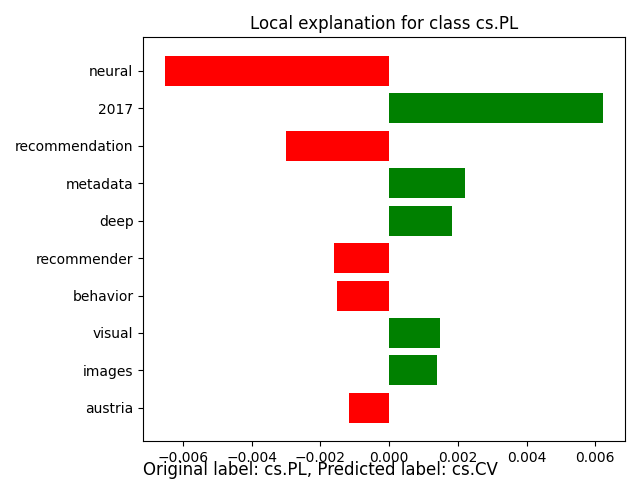 Local explanation for class cs.PL
neural
2017
recommendation
metadata
deep
recommender
behavior
visual
images
austria
−0.006 −0.004 −0.002 0.000 0.002 0.004 0.006
Original label: cs.PL, Predicted label: cs.CV